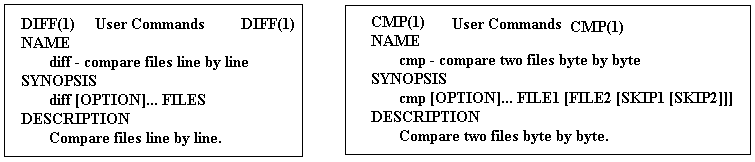 DIFF(1) User Commands DIFF(1)
NAME
diff - compare files line by line
SYNOPSIS
diff [OPTION]... FILES
DESCRIPTION
Compare files line by line.
CMP(1) User Commands CMP(1)
NAME
cmp - compare two files byte by byte
SYNOPSIS
cmp [OPTION]... FILE1 [FILE2 [SKIP1 [SKIP2]]]
DESCRIPTION
Compare two files byte by byte.